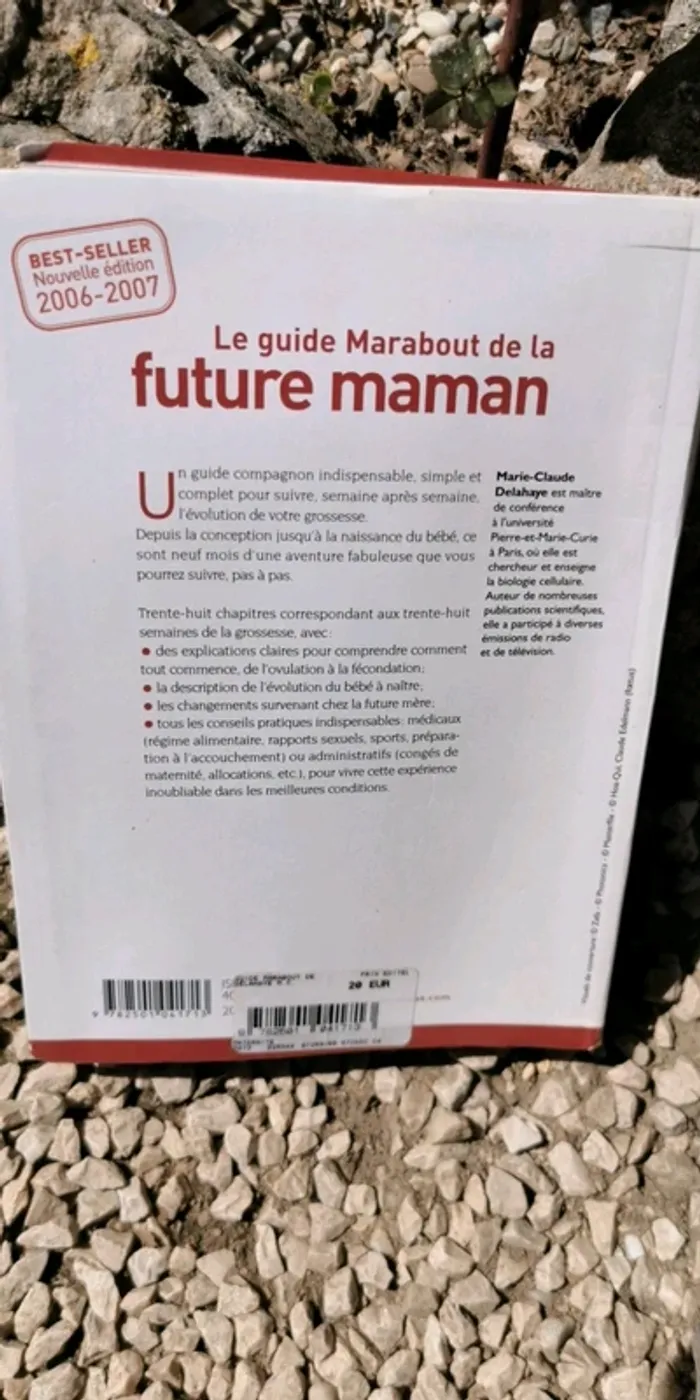 BEST-SELLER
Nouvelle édition
2006-2007
Le guide Marabout de la
future maman
Un guide compagnon indispensable, simple et
complet pour suivre, semaine après semaine,
l'évolution de votre grossesse.
Depuis la conception jusqu'à la naissance du bébé, ce
sont neuf mois d'une aventure fabuleuse que vous
pourrez suivre, pas à pas.
Trente-huit chapitres correspondant aux trente-huit
semaines de la grossesse, avec:
• des explications claires pour comprendre comment
tout commence, de l'ovulation à la fécondation;
• la description de l'évolution du bébé à naître;
• les changements survenant chez la future mère;
• tous les conseils pratiques indispensables: médicaux
(régime alimentaire, rapports sexuels, sports, prépara-
tion à l'accouchement) ou administratifs (congés de
maternité, allocations, etc.), pour vivre cette expérience
inoubliable dans les meilleures conditions.
Marie-Claude
Delahaye est maître
de conférence
à l'université
Pierre-et-Marie-Curie
à Paris, où elle est
chercheur et enseigne
la biologie cellulaire.
Auteur de nombreuses
publications scientifiques,
elle a participé à diverses
émissions de radio
et de télévision.
GUIDE MARABOUT DE
20 EUR
9 782501 041713